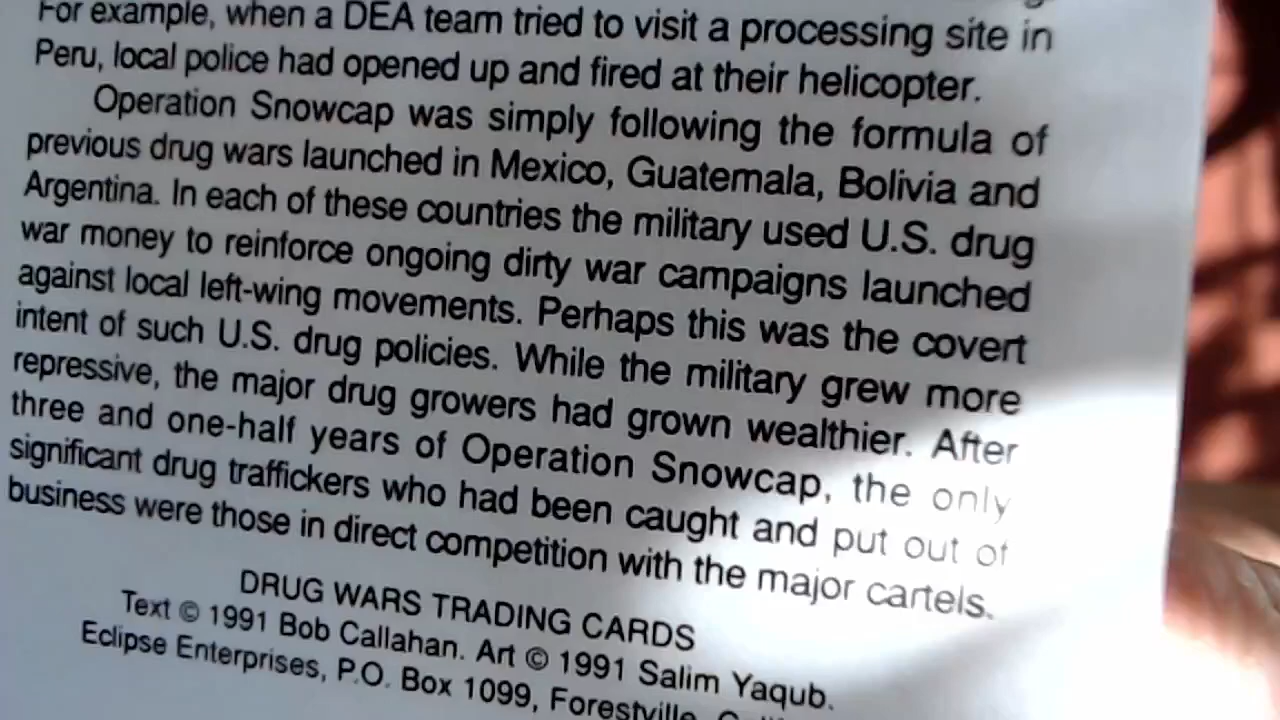 For example, when a DEA team tried to visit a processing site in
Peru, local police had opened up and fired at their helicopter.
Operation Snowcap was simply following the formula of
previous drug wars launched in Mexico, Guatemala, Bolivia and
Argentina. In each of these countries the military used U.S. drug
war money to reinforce ongoing dirty war campaigns launched
against local left-wing movements. Perhaps this was the covert
intent of such U.S. drug policies. While the military grew more
repressive, the major drug growers had grown wealthier. After
three and one-half years of Operation Snowcap, the only
significant drug traffickers who had been caught and put out of
business were those in direct competition with the major cartels.
DRUG WARS TRADING CARDS
Text © 1991 Bob Callahan. Art © 1991 Salim Yaqub.
Eclipse Enterprises, P.O. Box 1099, Forestville,